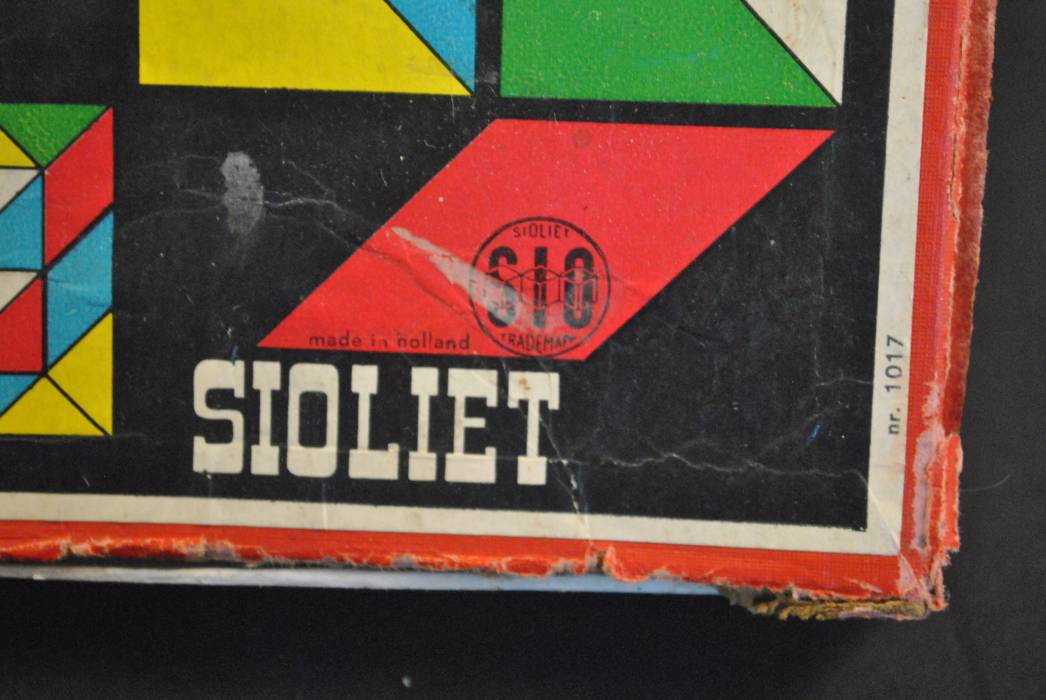 SIOLIET
SIO
TRADEMARK
made in holland
SIOLIET
nr. 1017